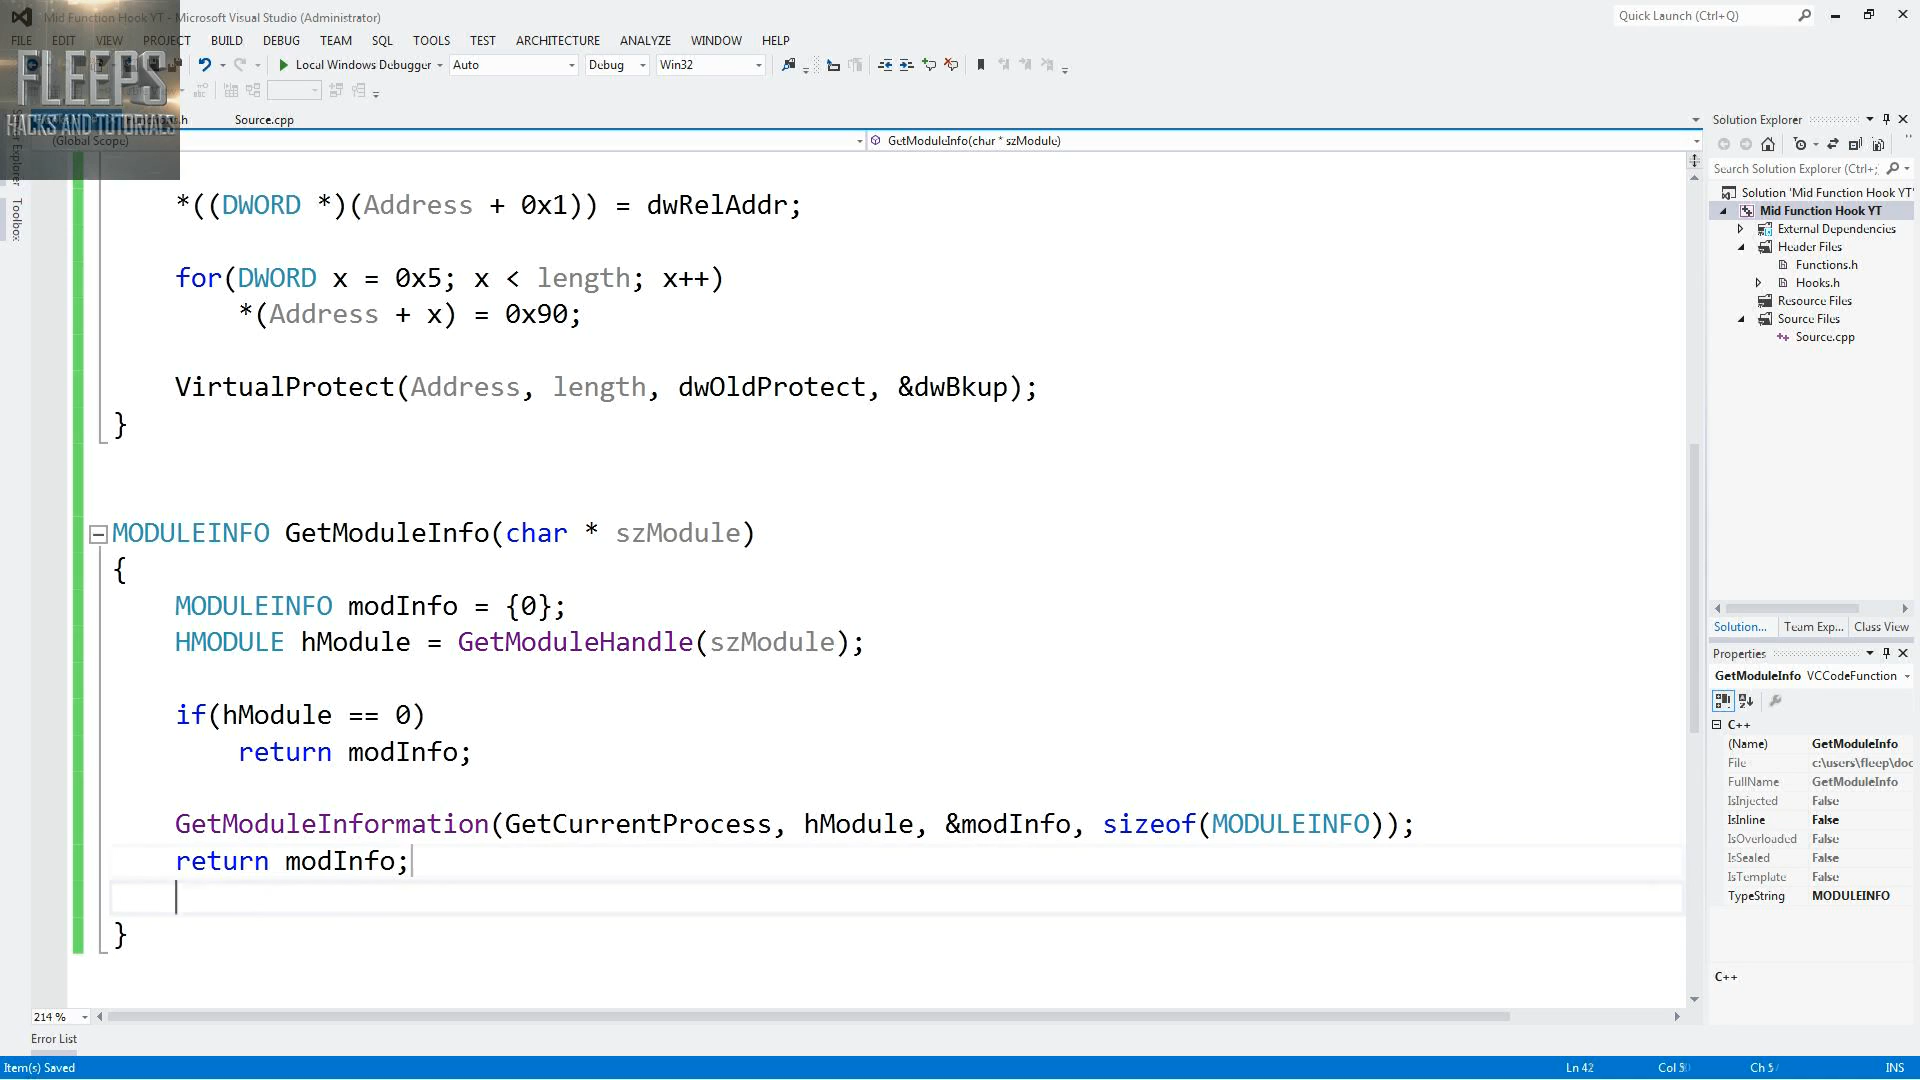 Mid Function Hook YT - Microsoft Visual Studio (Administrator)
Quick Launch (Ctrl+Q)
FILE EDIT VIEW PROJECT BUILD DEBUG TEAM SQL TOOLS TEST ARCHITECTURE ANALYZE WINDOW HELP
FLEEPS
HACKS AND TUTORIALS
Local Windows Debugger Auto Debug Win32
Source.cpp
(Global Scope)
GetModuleInfo(char * szModule)
Toolbox
*((DWORD *)(Address + 0x1)) = dwRelAddr;
for(DWORD x = 0x5; x < length; x++)
*(Address + x) = 0x90;
VirtualProtect(Address, length, dwOldProtect, &dwBkup);
}
MODULEINFO GetModuleInfo(char * szModule)
{
MODULEINFO modInfo = {0};
HMODULE hModule = GetModuleHandle(szModule);
if(hModule == 0)
return modInfo;
GetModuleInformation(GetCurrentProcess, hModule, &modInfo, sizeof(MODULEINFO));
return modInfo;
}
214 %
Error List
Item(s) Saved
Ln 42
INS
Solution Explorer
Search Solution Explorer (Ctrl+;
Solution 'Mid Function Hook YT'
Mid Function Hook YT
External Dependencies
Header Files
Functions.h
Hooks.h
Resource Files
Source Files
Source.cpp
Solution... Team Exp... Class View
Properties
GetModuleInfo VCCodeFunction
C++
(Name) GetModuleInfo
File c:\users\fleep\doc
FullName GetModuleInfo
IsInjected False
IsInline False
IsOverloaded False
IsSealed False
IsTemplate False
TypeString MODULEINFO
C++